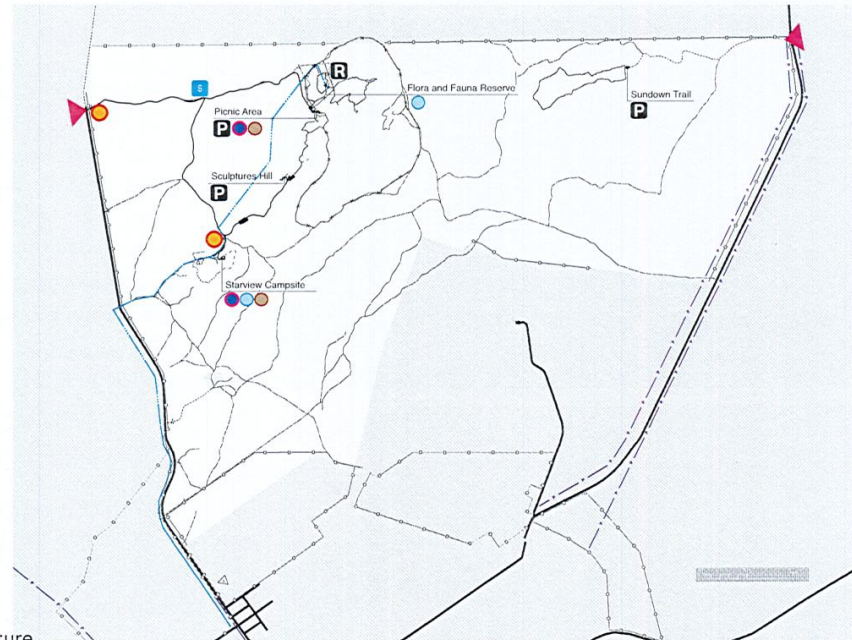 S
R
Flora and Fauna Reserve
Picnic Area
P
Sundown Trail
P
Sculptures Hill
P
Starview Campsite